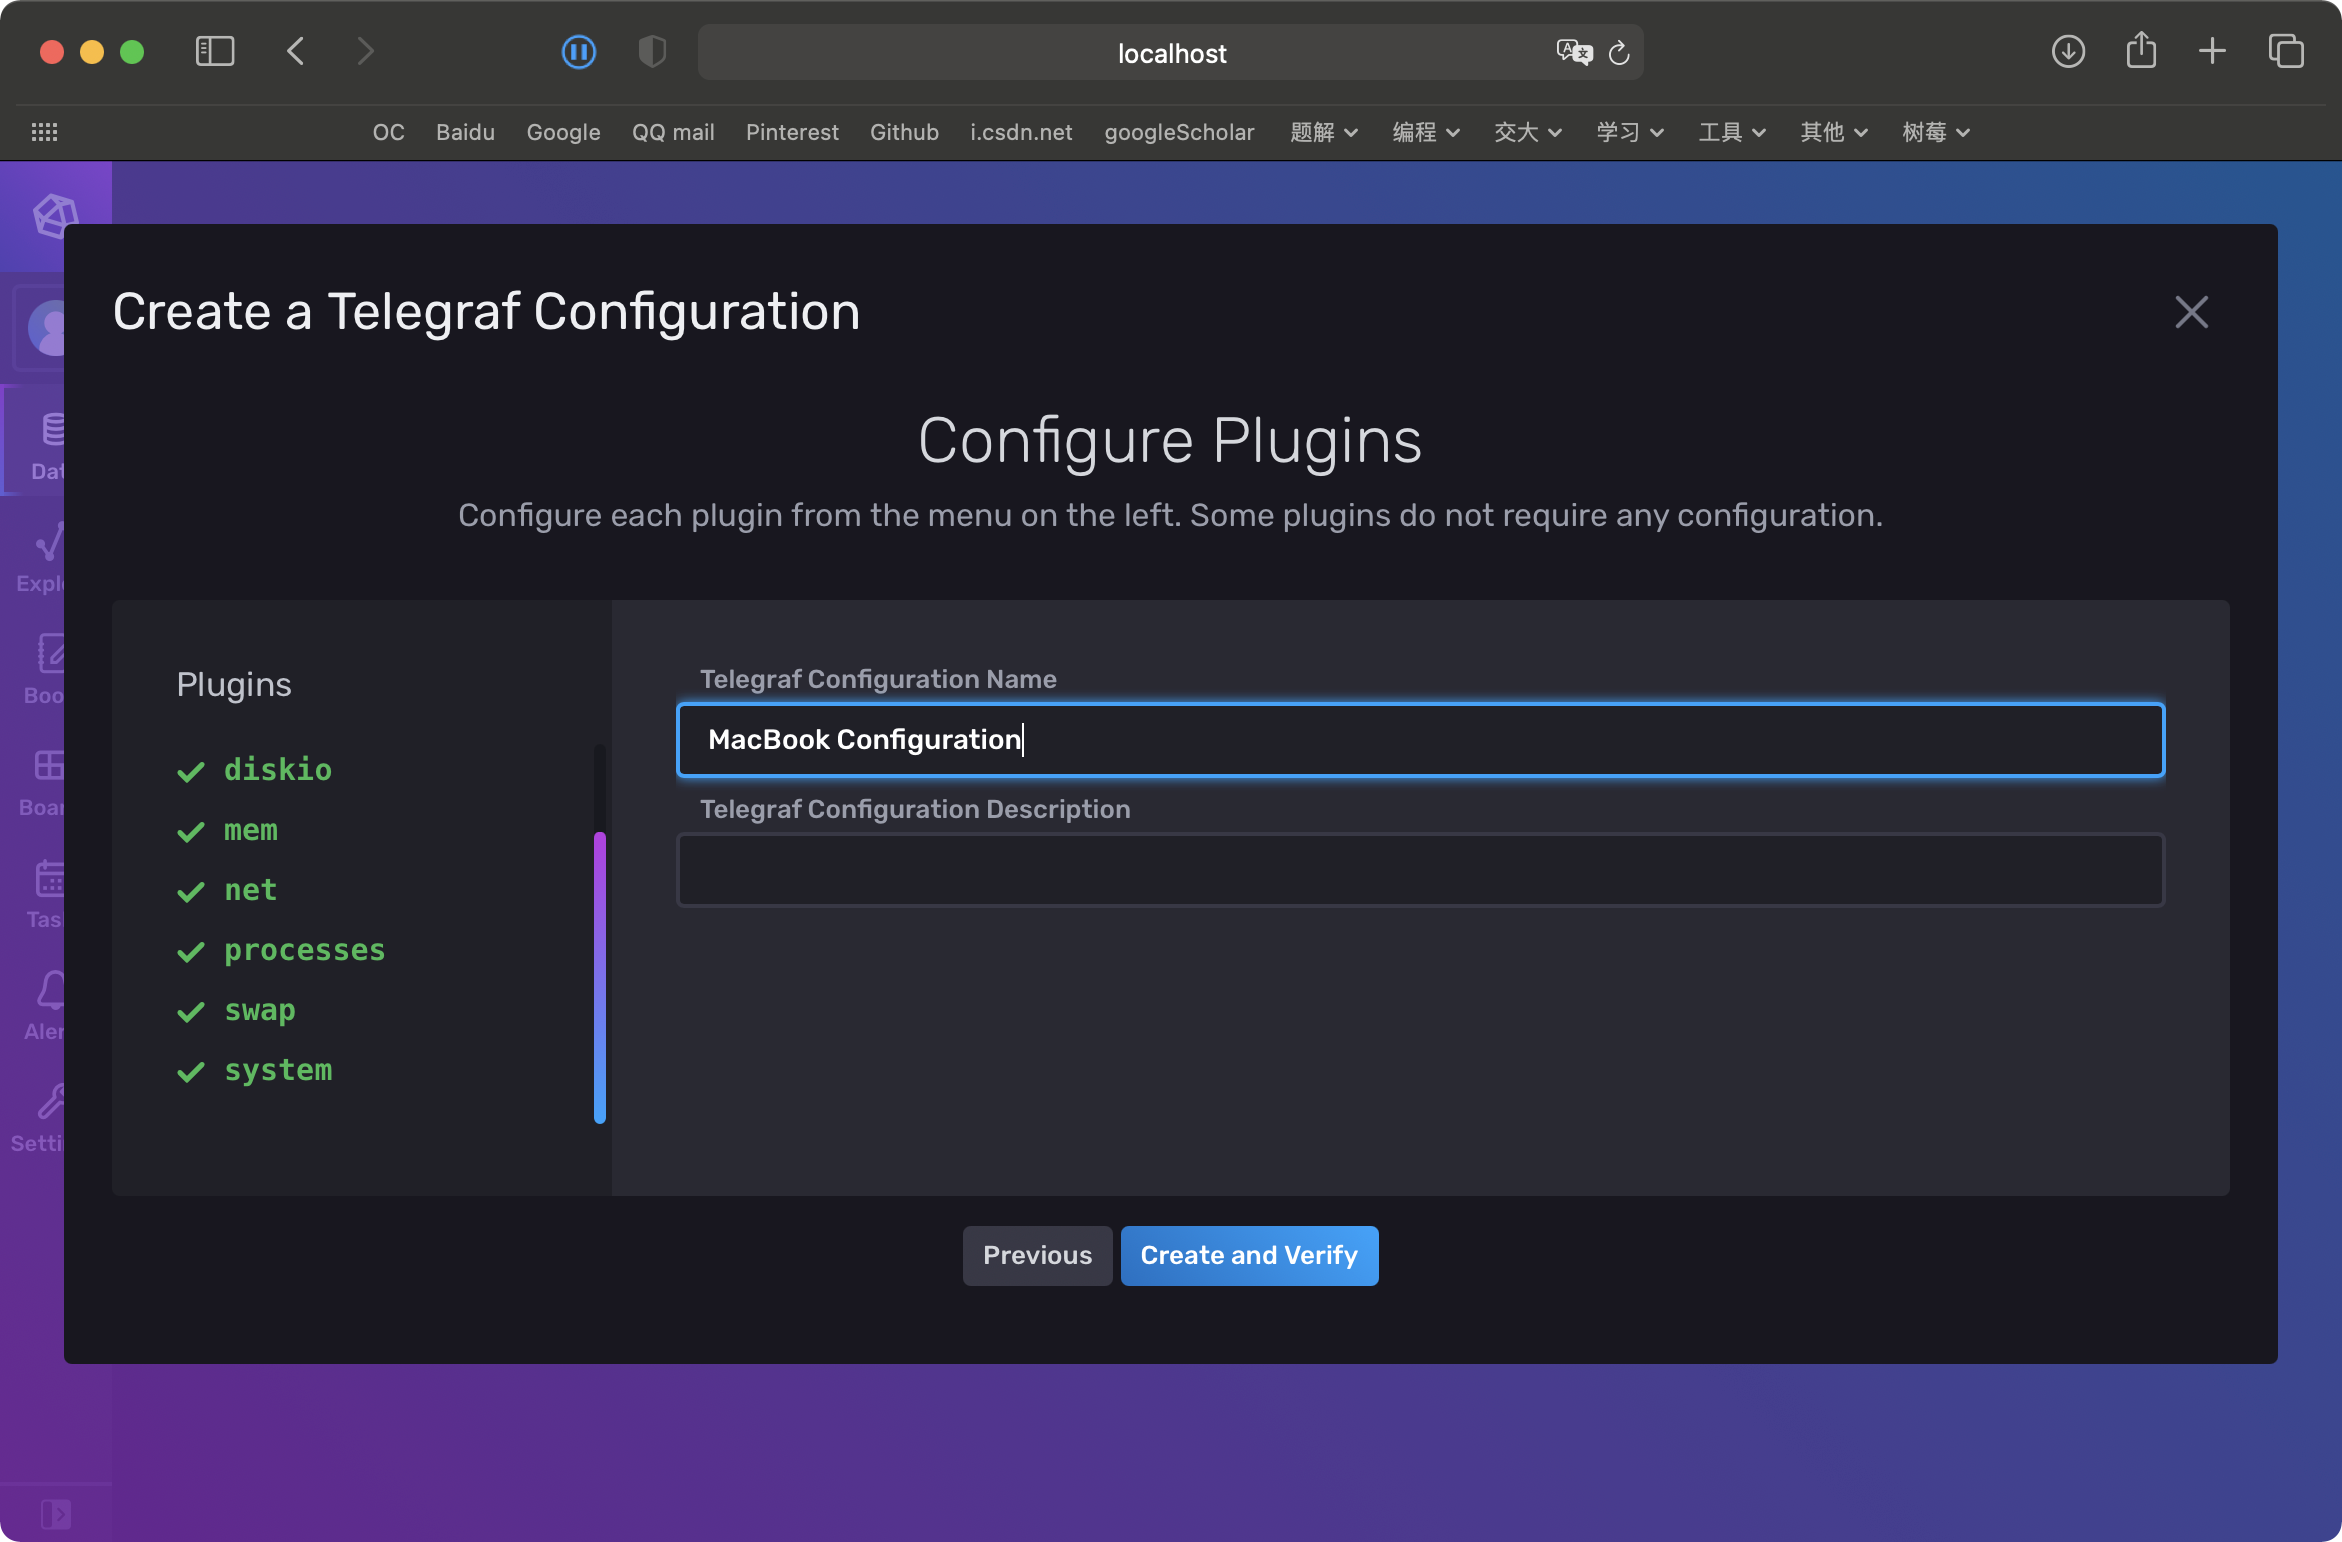 localhost
OC Baidu Google QQ mail Pinterest Github i.csdn.net googleScholar 题解 编程 交大 学习 工具 其他 树莓
Create a Telegraf Configuration
Configure Plugins
Configure each plugin from the menu on the left. Some plugins do not require any configuration.
Dat
Expl
Boo
Boar
Tas
Aler
Setti
Plugins
diskio
mem
net
processes
swap
system
Telegraf Configuration Name
MacBook Configuration
Telegraf Configuration Description
Previous Create and Verify